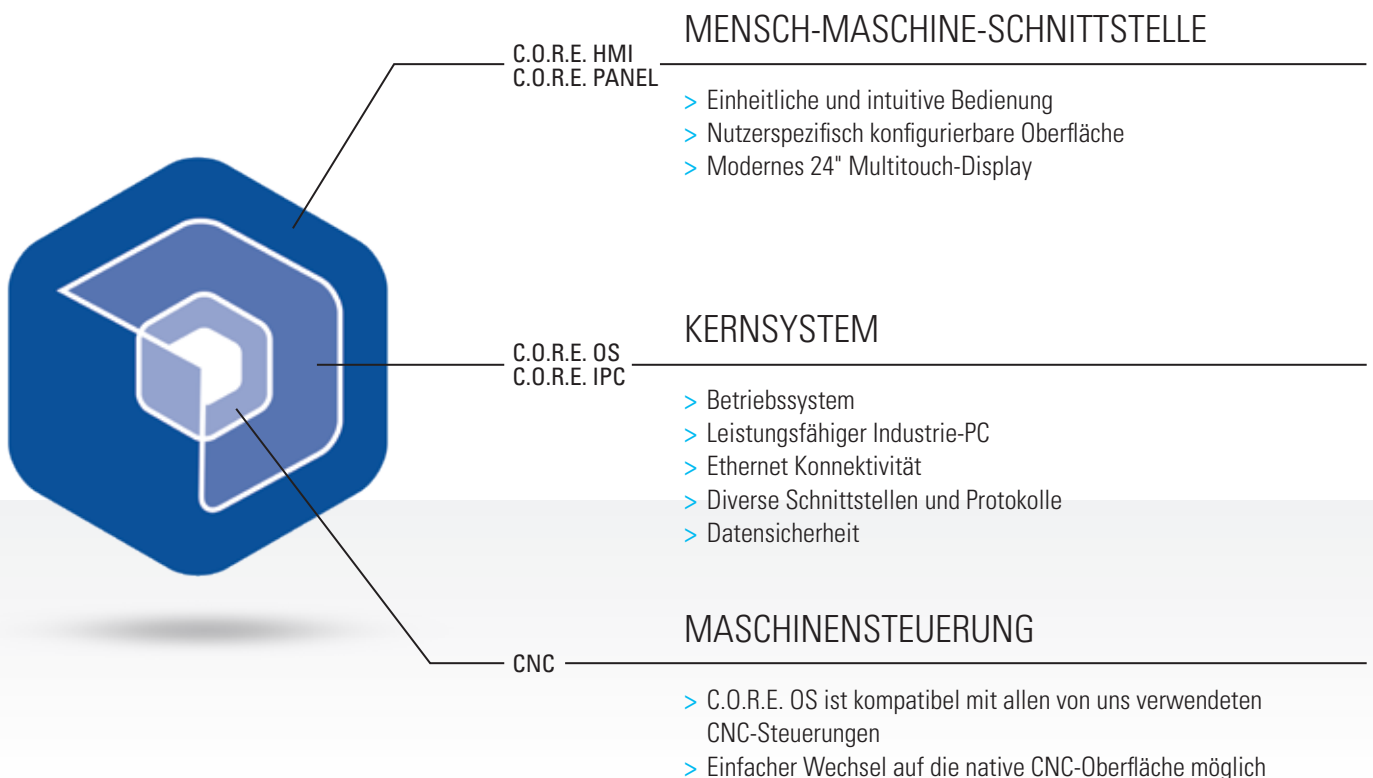 MENSCH-MASCHINE-SCHNITTSTELLE
C.O.R.E. HMI
C.O.R.E. PANEL
> Einheitliche und intuitive Bedienung
> Nutzerspezifisch konfigurierbare Oberfläche
> Modernes 24" Multitouch-Display
KERNSYSTEM
C.O.R.E. OS
C.O.R.E. IPC
> Betriebssystem
> Leistungsfähiger Industrie-PC
> Ethernet Konnektivität
> Diverse Schnittstellen und Protokolle
> Datensicherheit
MASCHINENSTEUERUNG
CNC
> C.O.R.E. OS ist kompatibel mit allen von uns verwendeten
CNC-Steuerungen
> Einfacher Wechsel auf die native CNC-Oberfläche möglich